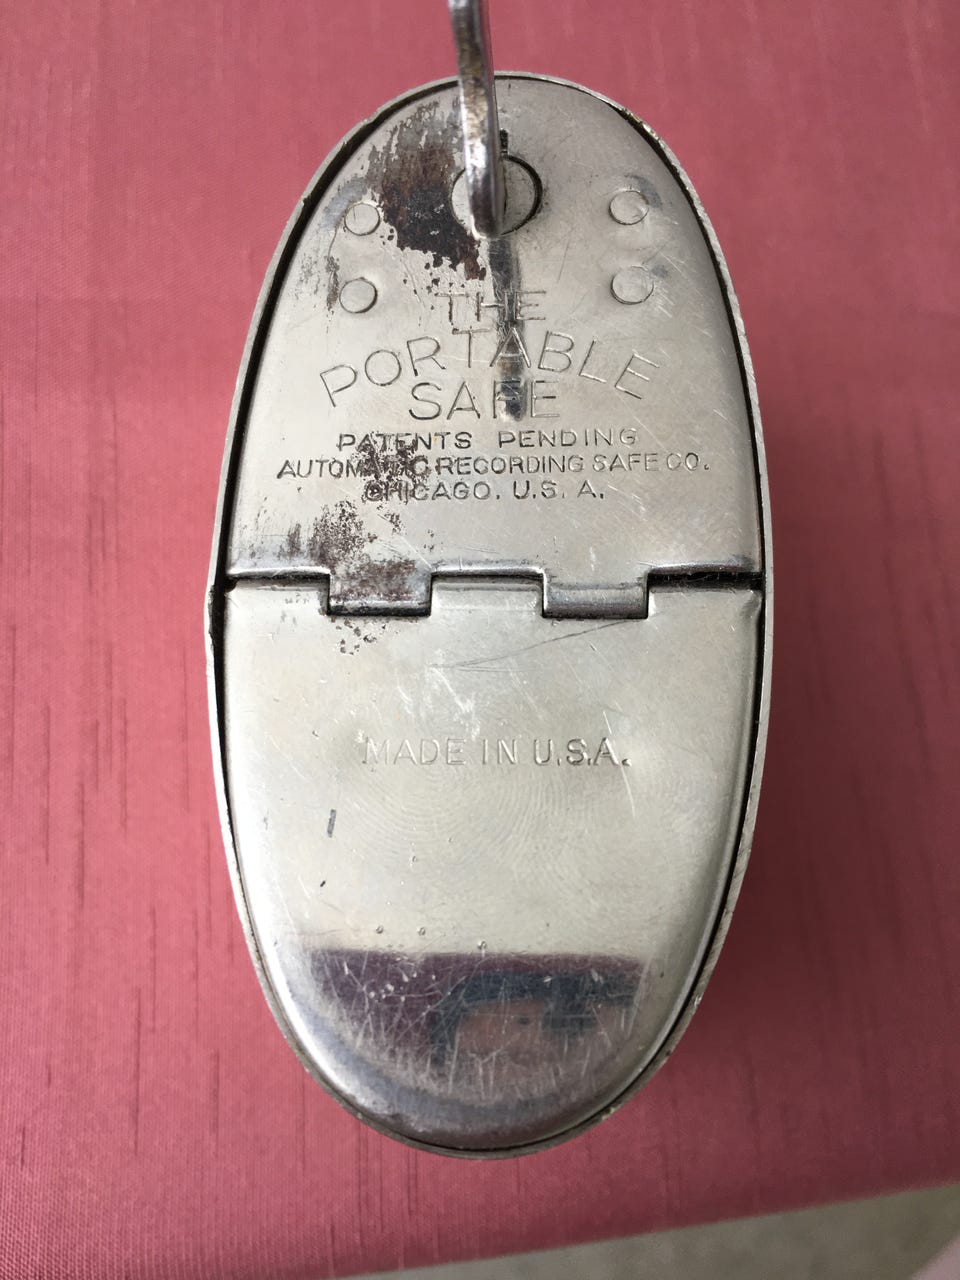 THE
PORTABLE
SAFE
PATENTS PENDING
AUTOMATIC RECORDING SAFE CO.
CHICAGO. U. S. A.
MADE IN U.S.A.